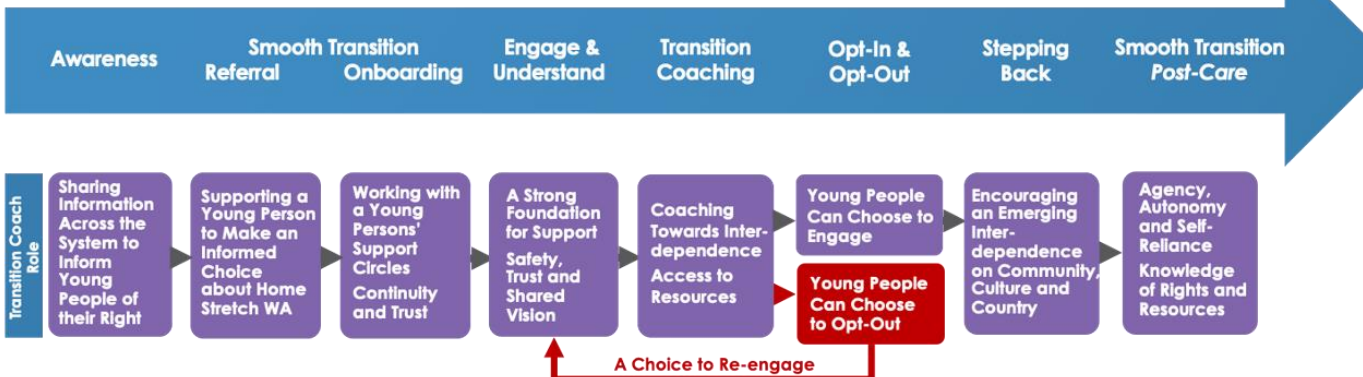 Awareness
Smooth Transition
Referral
Onboarding
Engage &
Understand
Transition
Coaching
Opt-In &
Opt-Out
Stepping
Back
Smooth Transition
Post-Care
Transition Coach
Role
Sharing
Information
Across the
System to
Inform
Young
People of
their Right
Supporting a
Young Person
to Make an
Informed
Choice
about Home
Stretch WA
Working with
a Young
Persons'
Support
Circles
Continuity
and Trust
A Strong
Foundation
for Support
Safety,
Trust and
Shared
Vision
Coaching
Towards Inter-
dependence
Access to
Resources
Young People
Can Choose to
Engage
Young People
Can Choose
to Opt-Out
Encouraging
an Emerging
Inter-
dependence
on Community,
Culture and
Country
Agency,
Autonomy
and Self-
Reliance
Knowledge
of Rights and
Resources
A Choice to Re-engage